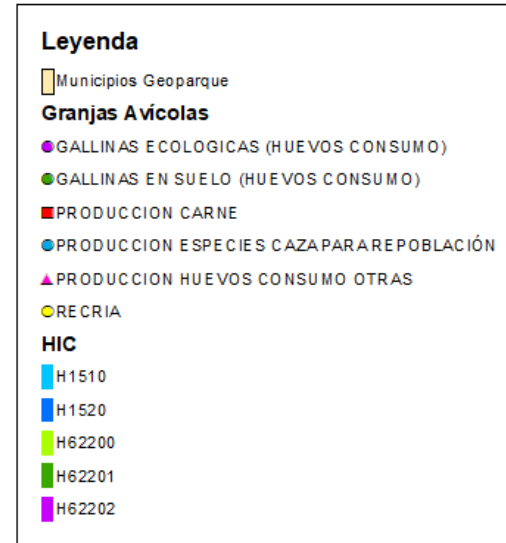 Leyenda
Municipios Geoparque
Granjas Avícolas
GALLINAS ECOLOGICAS (HUEVOS CONSUMO)
GALLINAS EN SUELO (HUEVOS CONSUMO)
PRODUCCION CARNE
PRODUCCION ESPECIES CAZA PARA REPOBLACIÓN
PRODUCCION HUEVOS CONSUMO OTRAS
RECRIA
HIC
H1510
H1520
H62200
H62201
H62202